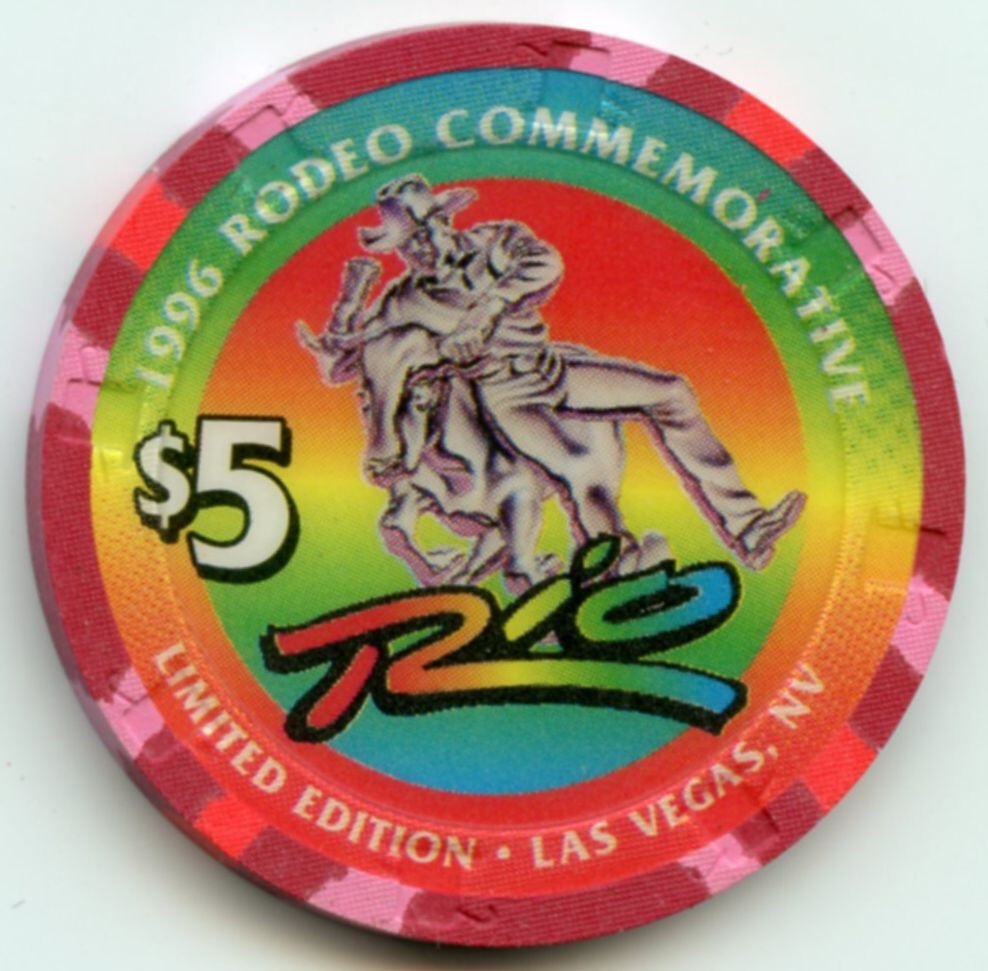 1996 RODEO COMMEMORATIVE
$5
Rio
LIMITED EDITION • LAS VEGAS, NV